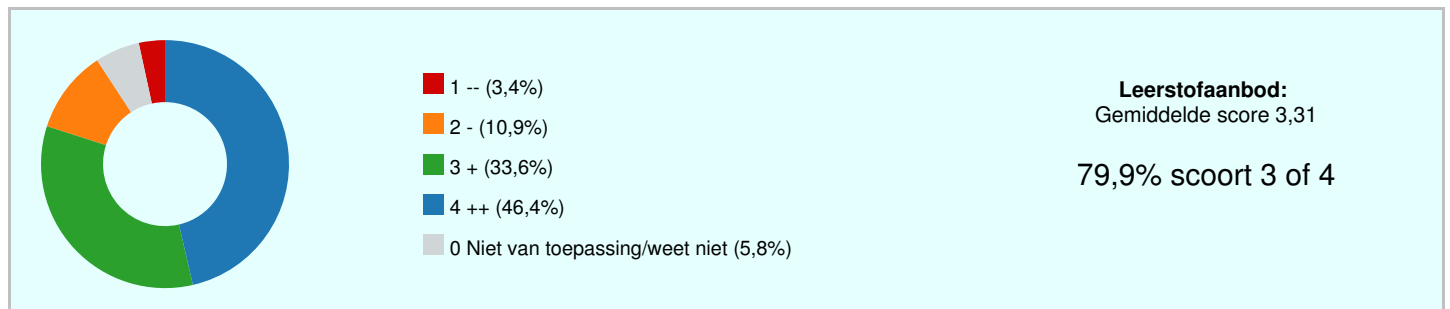 1 -- (3,4%)
2 - (10,9%)
3 + (33,6%)
4 ++ (46,4%)
0 Niet van toepassing/weet niet (5,8%)
Leerstofaanbod:
Gemiddelde score 3,31
79,9% scoort 3 of 4